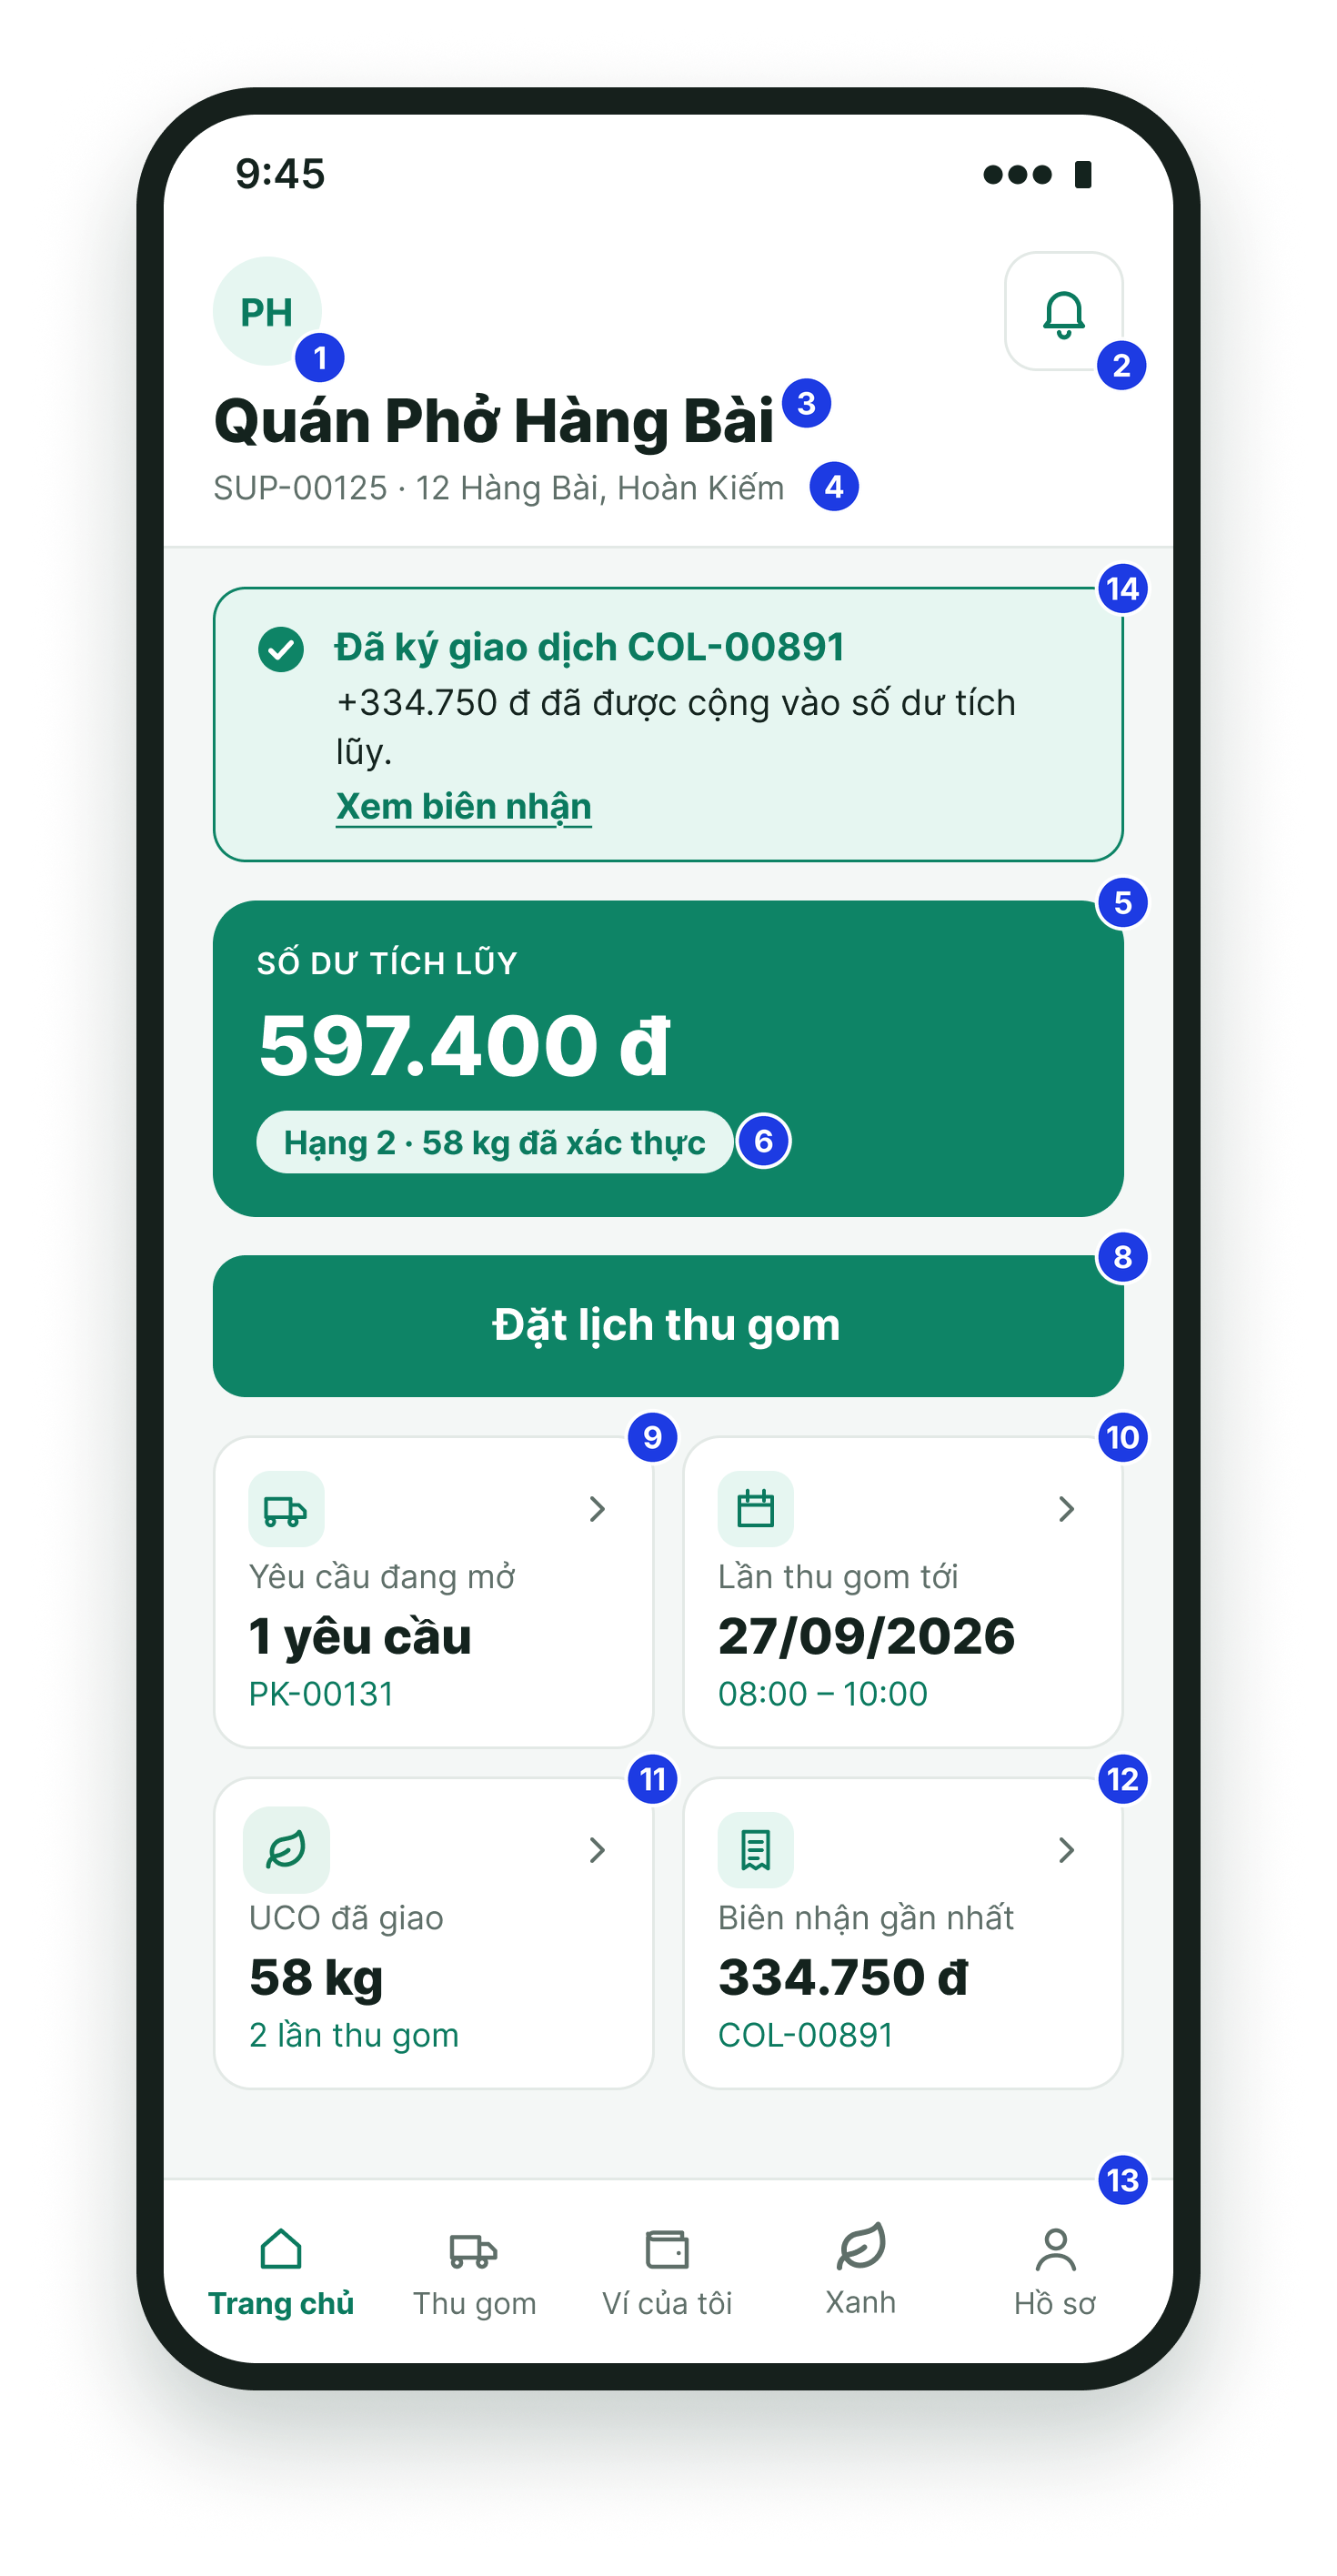 9:45
PH
1
2
Quán Phở Hàng Bài
3
SUP-00125 · 12 Hàng Bài, Hoàn Kiếm
4
14
Đã ký giao dịch COL-00891
+334.750 đ đã được cộng vào số dư tích
lũy.
Xem biên nhận
5
SỐ DƯ TÍCH LŨY
597.400 đ
Hạng 2 · 58 kg đã xác thực
6
8
Đặt lịch thu gom
9
Yêu cầu đang mở
1 yêu cầu
PK-00131
10
Lần thu gom tới
27/09/2026
08:00 – 10:00
11
UCO đã giao
58 kg
2 lần thu gom
12
Biên nhận gần nhất
334.750 đ
COL-00891
13
Trang chủ
Thu gom
Ví của tôi
Xanh
Hồ sơ